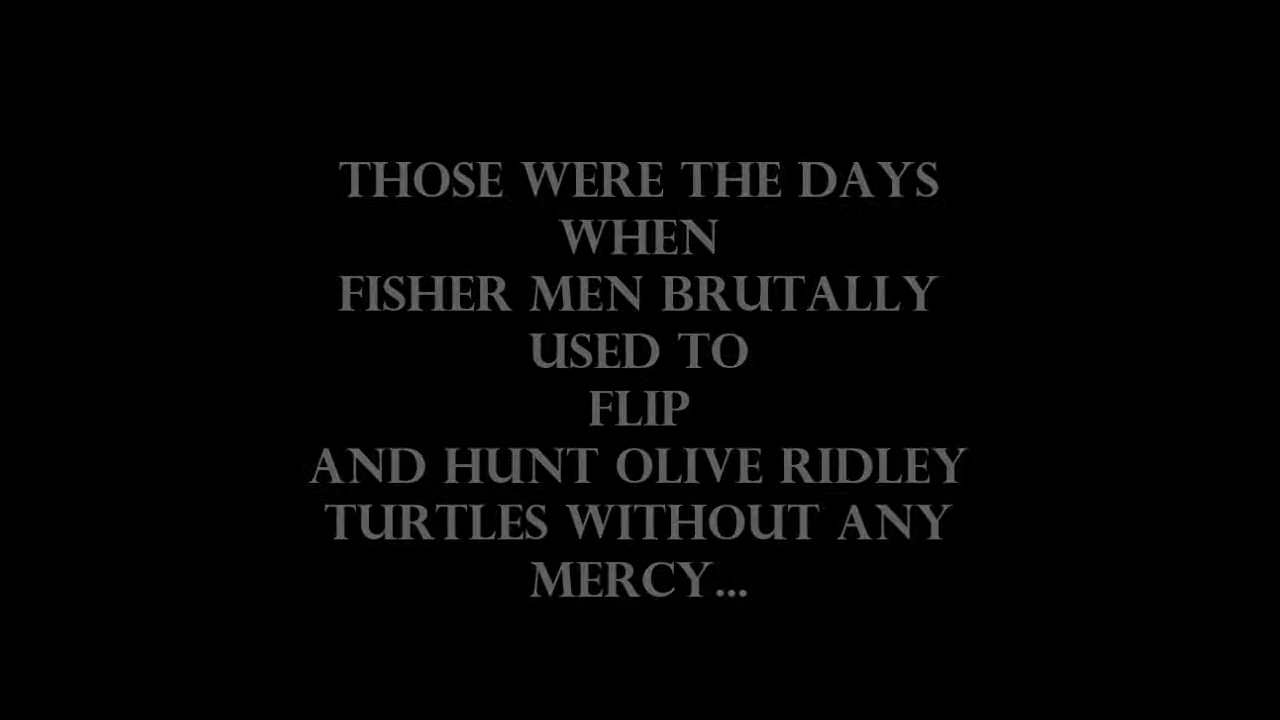 THOSE WERE THE DAYS
WHEN
FISHER MEN BRUTALLY
USED TO
FLIP
AND HUNT OLIVE RIDLEY
TURTLES WITHOUT ANY
MERCY...